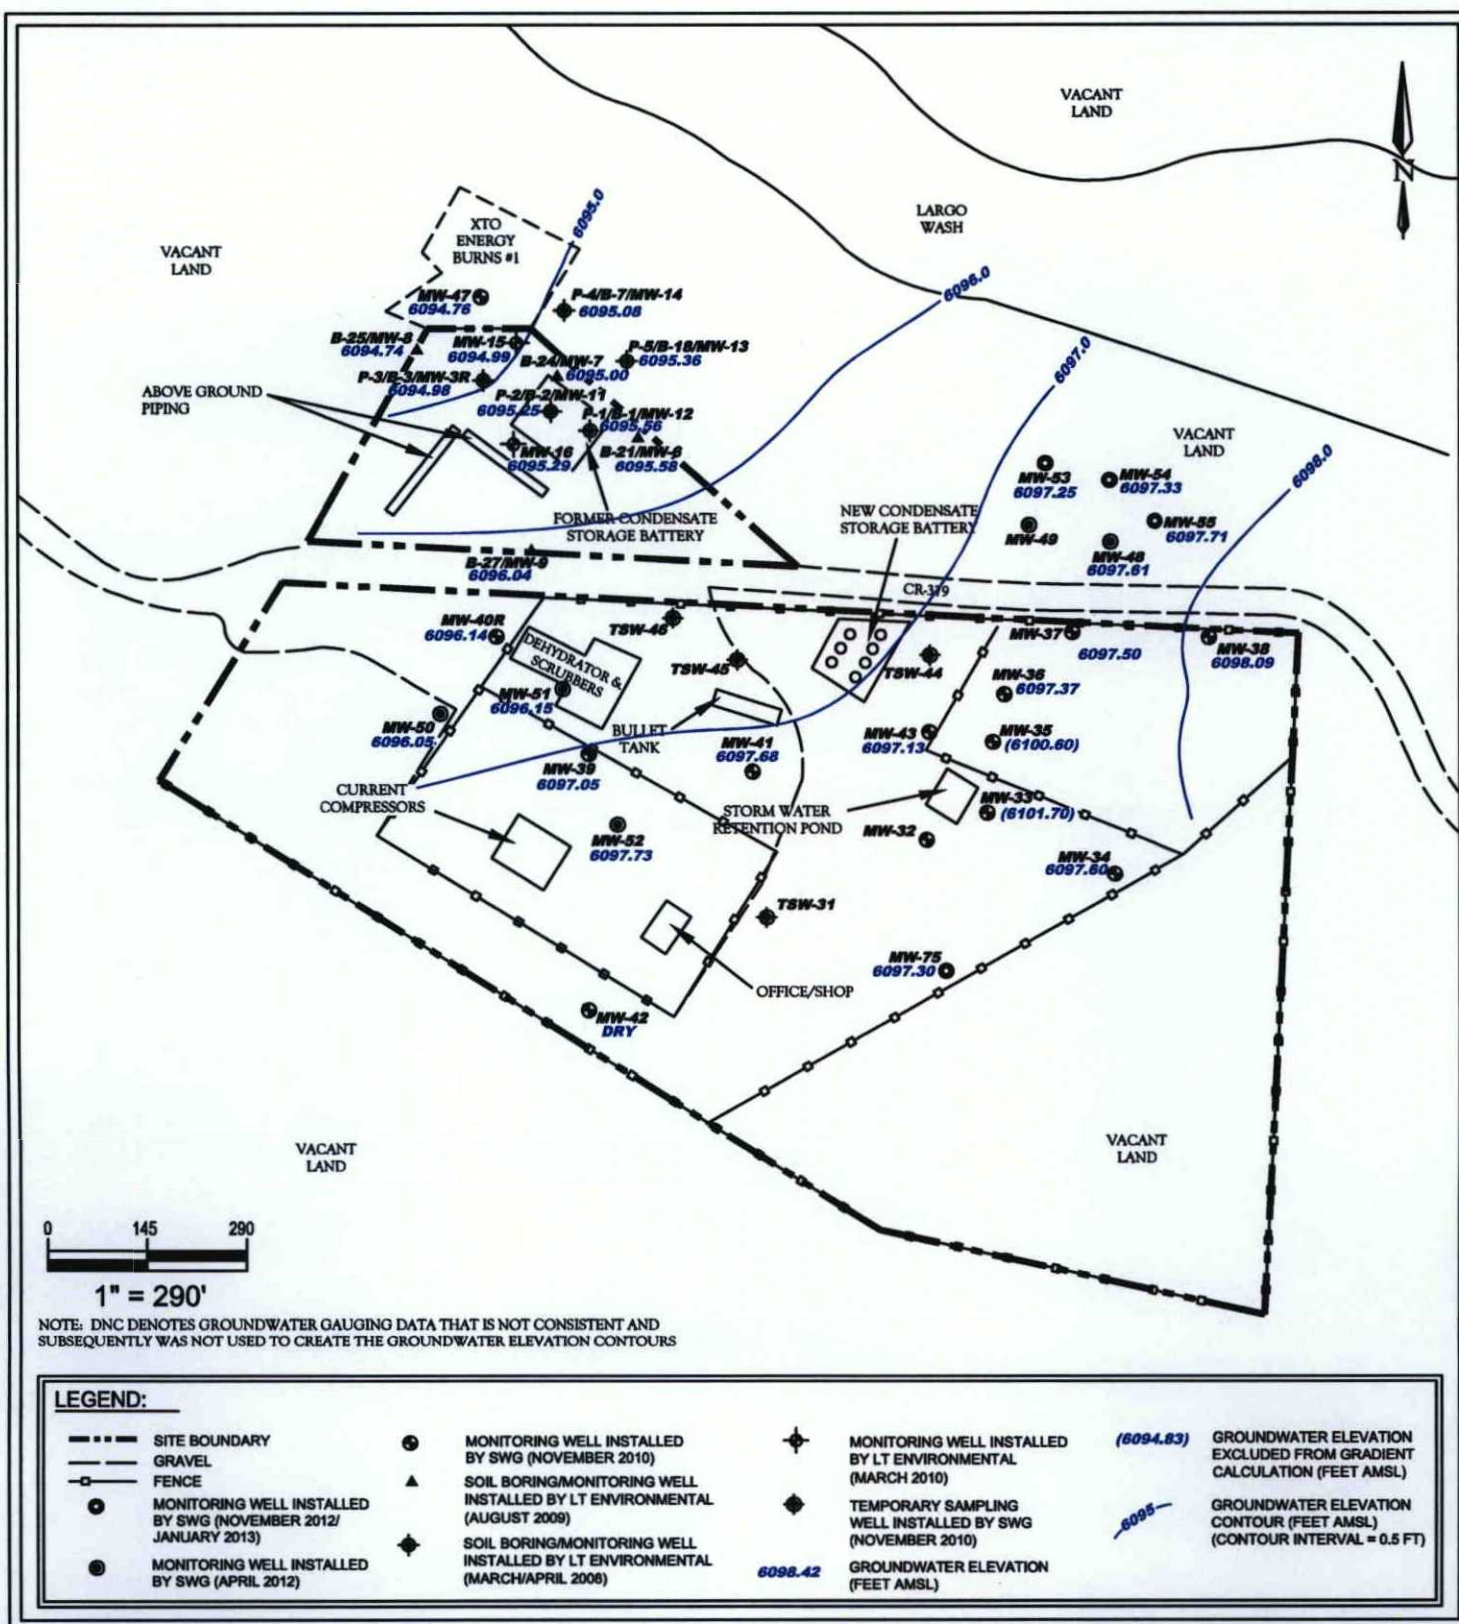 VACANT
LAND
N
LARGO
WASH
6095.0
XTO
ENERGY
BURNS #1
VACANT
LAND
6096.0
MW-47
6094.76
P-4/B-7/MW-14
6095.08
B-25/MW-8
6094.74
MW-15
6094.99
P-5/B-18/MW-13
6095.36
B-24/MW-7
6095.00
6097.0
P-3/B-3/MW-3R
6094.98
ABOVE GROUND
PIPING
P-2/B-2/MW-11
6095.25
P-1/B-1/MW-12
6095.56
MW-16
6095.29
B-21/MW-6
6095.58
VACANT
LAND
6098.0
MW-53
6097.25
MW-54
6097.33
FORMER CONDENSATE
STORAGE BATTERY
NEW CONDENSATE
STORAGE BATTERY
MW-49
MW-55
6097.71
MW-48
6097.61
B-27/MW-9
6096.04
CR-379
MW-40R
6096.14
TSW-46
DEHYDRATOR &
SCRUBBERS
TSW-45
TSW-44
MW-37
6097.50
MW-38
6098.09
MW-36
6097.37
MW-51
6096.15
MW-50
6096.05
BULLET
TANK
MW-41
6097.68
MW-43
6097.13
MW-35
(6100.60)
MW-39
6097.05
CURRENT
COMPRESSORS
STORM WATER
RETENTION POND
MW-33
(6101.70)
MW-52
6097.73
MW-32
MW-34
6097.60
TSW-31
MW-75
6097.30
OFFICE/SHOP
MW-42
DRY
VACANT
LAND
VACANT
LAND
0 145 290
1" = 290'
NOTE: DNC DENOTES GROUNDWATER GAUGING DATA THAT IS NOT CONSISTENT AND
SUBSEQUENTLY WAS NOT USED TO CREATE THE GROUNDWATER ELEVATION CONTOURS
LEGEND:
SITE BOUNDARY
GRAVEL
FENCE
MONITORING WELL INSTALLED
BY SWG (NOVEMBER 2012/
JANUARY 2013)
MONITORING WELL INSTALLED
BY SWG (APRIL 2012)
MONITORING WELL INSTALLED
BY SWG (NOVEMBER 2010)
SOIL BORING/MONITORING WELL
INSTALLED BY LT ENVIRONMENTAL
(AUGUST 2009)
SOIL BORING/MONITORING WELL
INSTALLED BY LT ENVIRONMENTAL
(MARCH/APRIL 2008)
MONITORING WELL INSTALLED
BY LT ENVIRONMENTAL
(MARCH 2010)
TEMPORARY SAMPLING
WELL INSTALLED BY SWG
(NOVEMBER 2010)
6098.42 GROUNDWATER ELEVATION
(FEET AMSL)
(6094.83) GROUNDWATER ELEVATION
EXCLUDED FROM GRADIENT
CALCULATION (FEET AMSL)
6095 GROUNDWATER ELEVATION
CONTOUR (FEET AMSL)
(CONTOUR INTERVAL = 0.5 FT)